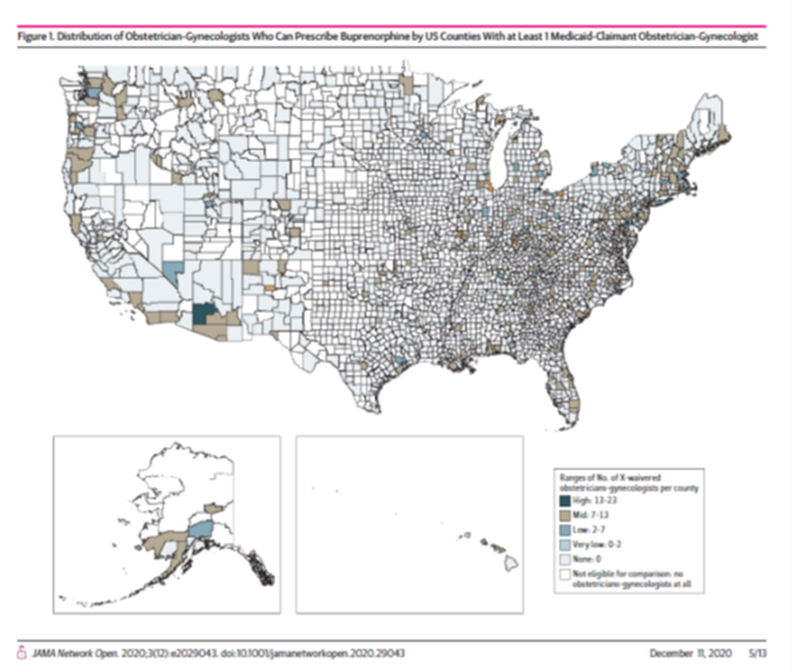 Figure 1. Distribution of Obstetrician-Gynecologists Who Can Prescribe Buprenorphine by US Counties With at Least 1 Medicaid-Claimant Obstetrician-Gynecologist
Ranges of No. of X-waivered
obstetricians-gynecologists per county
High: 13-23
Mid: 7-13
Low: 2-7
Very low: 0-2
None: 0
Not eligible for comparison: no
obstetricians-gynecologists at all
JAMA Network Open. 2020;3(12):e2029043. doi:10.1001/jamanetworkopen.2020.29043
December 11, 2020 5/13